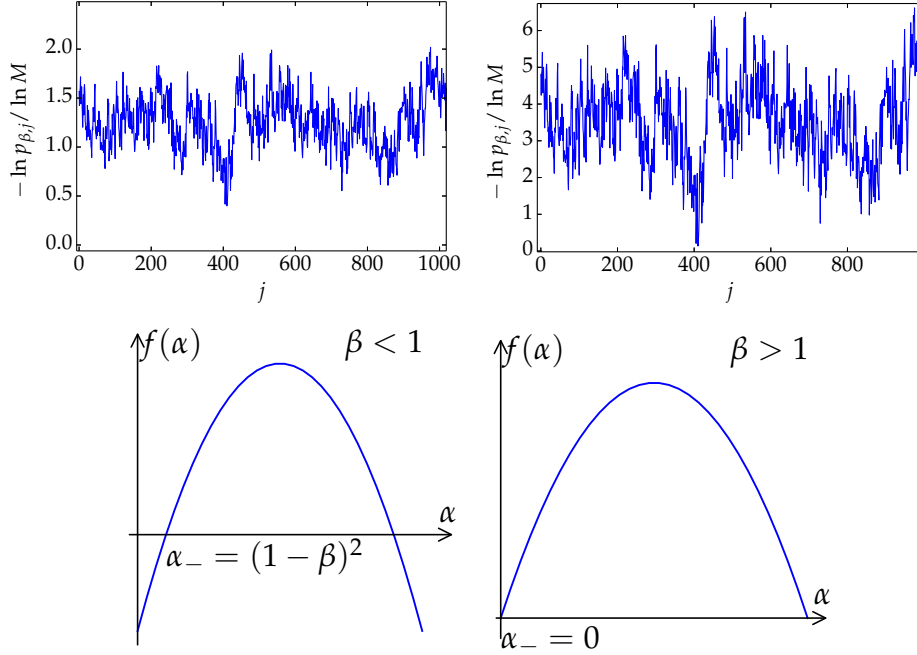 2.0
1.5
1.0
0.5
0.0
− ln p_{β,j} / ln M
0 200 400 600 800 1000
j
6
5
4
3
2
1
0
− ln p_{β,j} / ln M
0 200 400 600 800
j
f(α)
β < 1
α
α_− = (1 − β)^2
f(α)
β > 1
α
α_− = 0